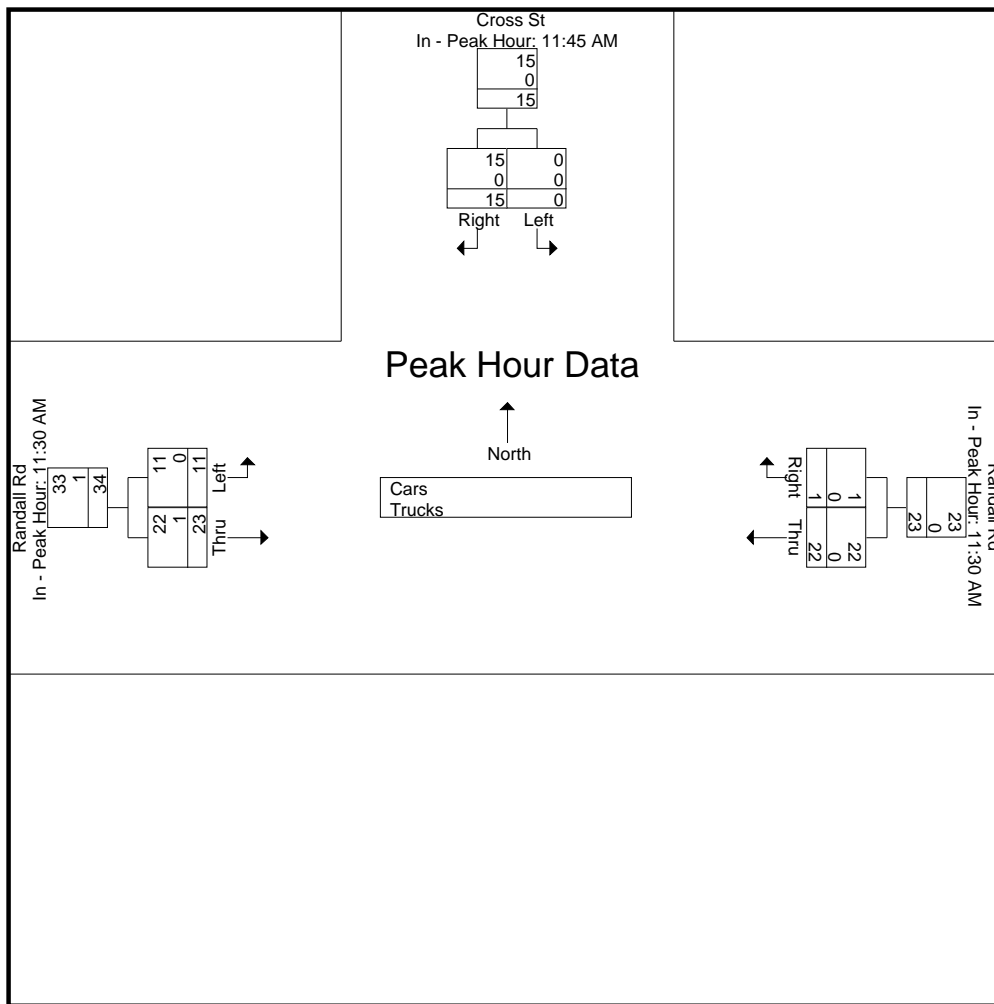 Cross St
In - Peak Hour: 11:45 AM
15
0
15
15 0
0 0
15 0
Right Left
Peak Hour Data
North
Cars
Trucks
Randall Rd
In - Peak Hour: 11:30 AM
33
1
34
11 0 11
Left
22 1 23
Thru
Right
1 0 1
Thru
22 0 22
23
0
23
Randall Rd
In - Peak Hour: 11:30 AM